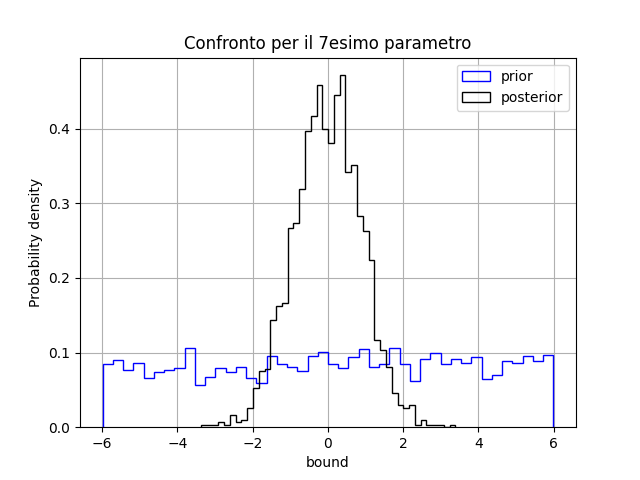 Confronto per il 7esimo parametro
prior
posterior
Probability density
0.4
0.3
0.2
0.1
0.0
−6
−4
−2
0
2
4
6
bound